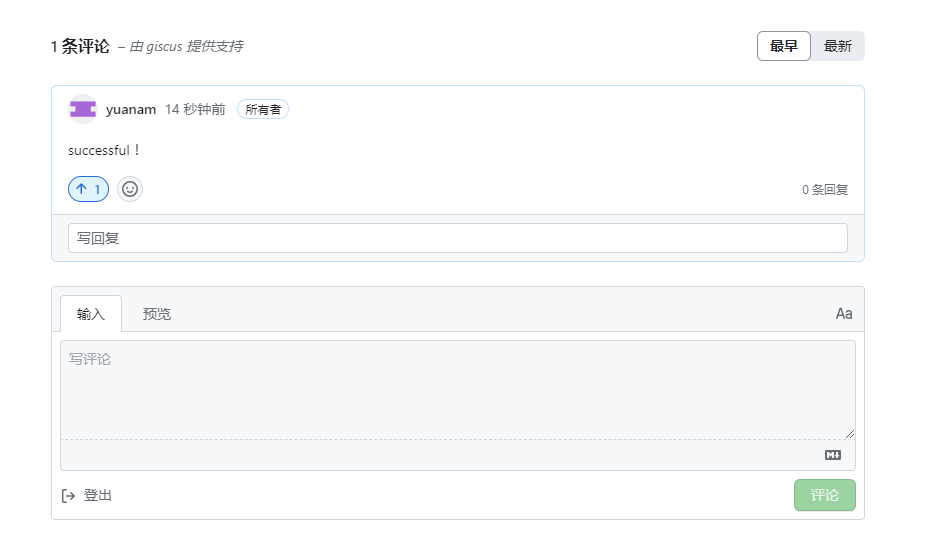 1 条评论 – 由 giscus 提供支持
最早 最新
yuanam 14 秒钟前 所有者
successful！
1
0 条回复
写回复
输入 预览 Aa
写评论
登出 评论